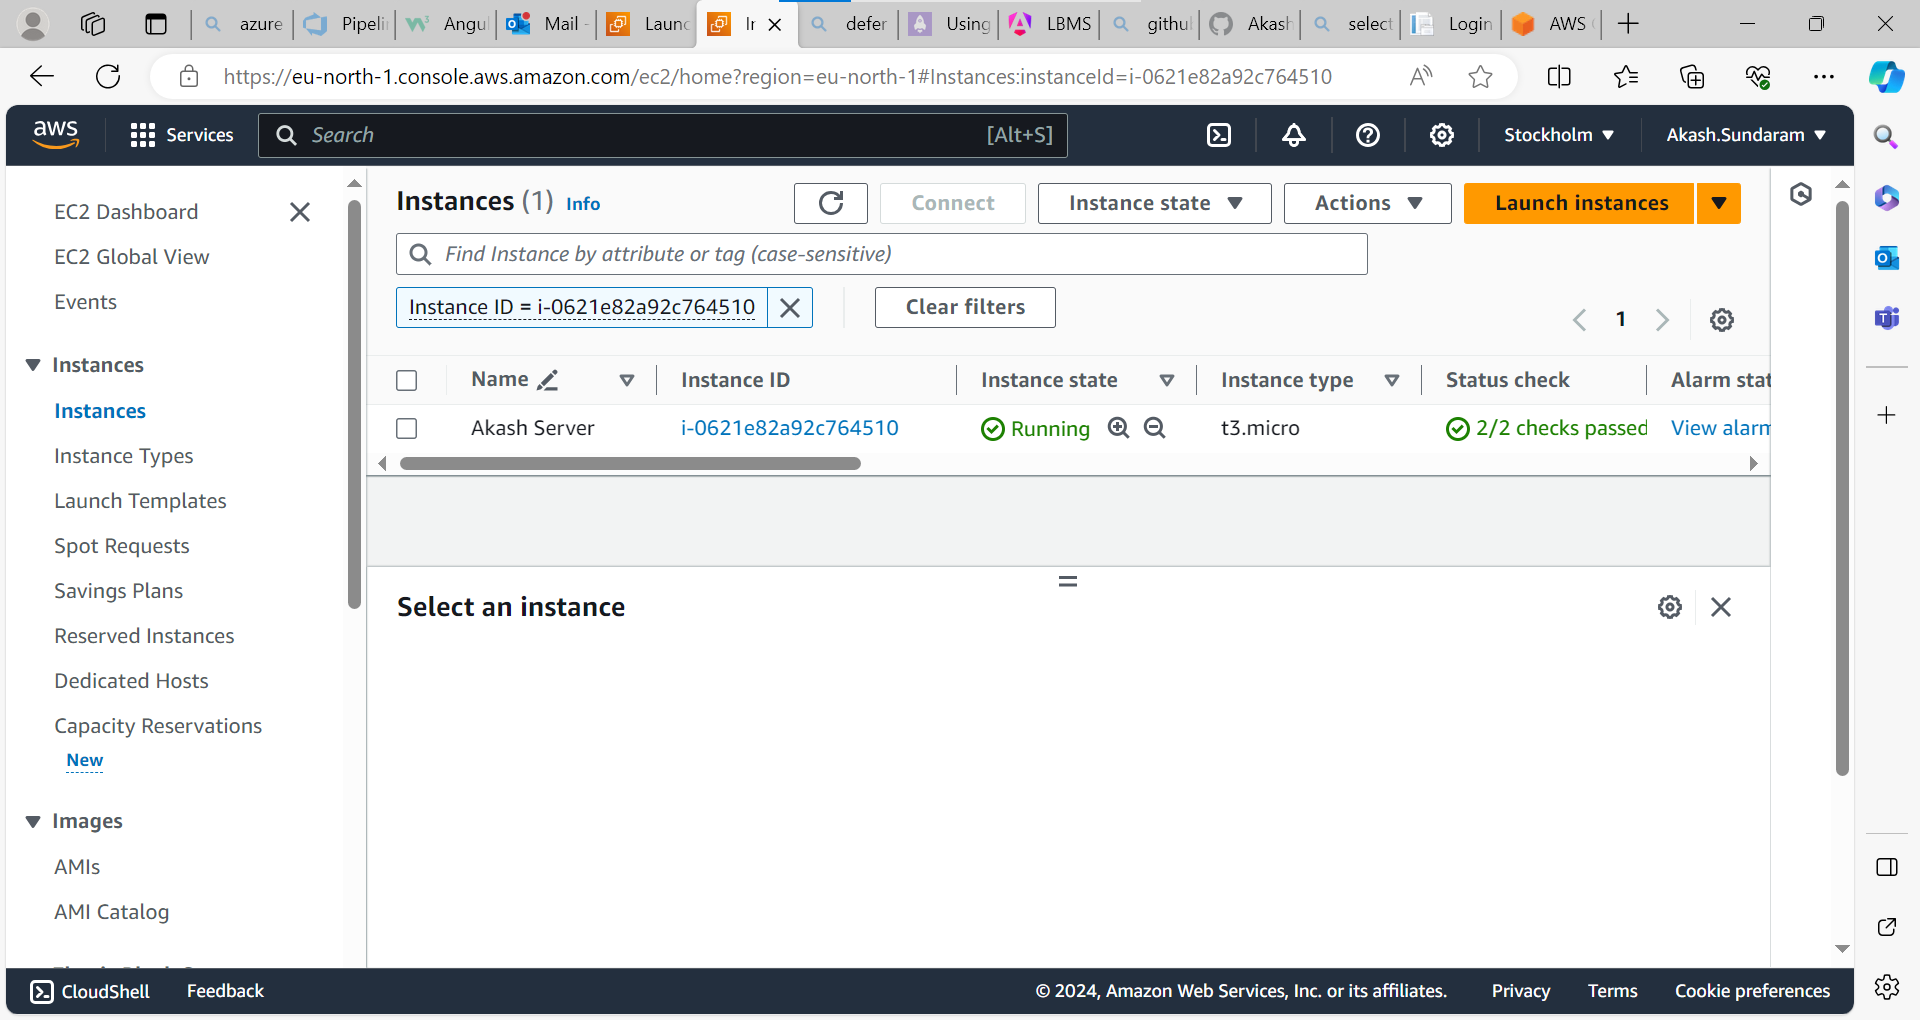 azure
Pipelin
Angul
Mail -
Launc
Ir
defer
Using
LBMS
githul
Akash
select
Login
AWS
https://eu-north-1.console.aws.amazon.com/ec2/home?region=eu-north-1#Instances:instanceId=i-0621e82a92c764510
aws
Services
Search
[Alt+S]
Stockholm
Akash.Sundaram
EC2 Dashboard
EC2 Global View
Events
Instances
Instances
Instance Types
Launch Templates
Spot Requests
Savings Plans
Reserved Instances
Dedicated Hosts
Capacity Reservations
New
Images
AMIs
AMI Catalog
Instances (1) Info
Connect
Instance state
Actions
Launch instances
Find Instance by attribute or tag (case-sensitive)
Instance ID = i-0621e82a92c764510
Clear filters
1
Name Instance ID Instance state Instance type Status check Alarm stat
Akash Server i-0621e82a92c764510 Running t3.micro 2/2 checks passed View alarm
Select an instance
CloudShell Feedback © 2024, Amazon Web Services, Inc. or its affiliates. Privacy Terms Cookie preferences